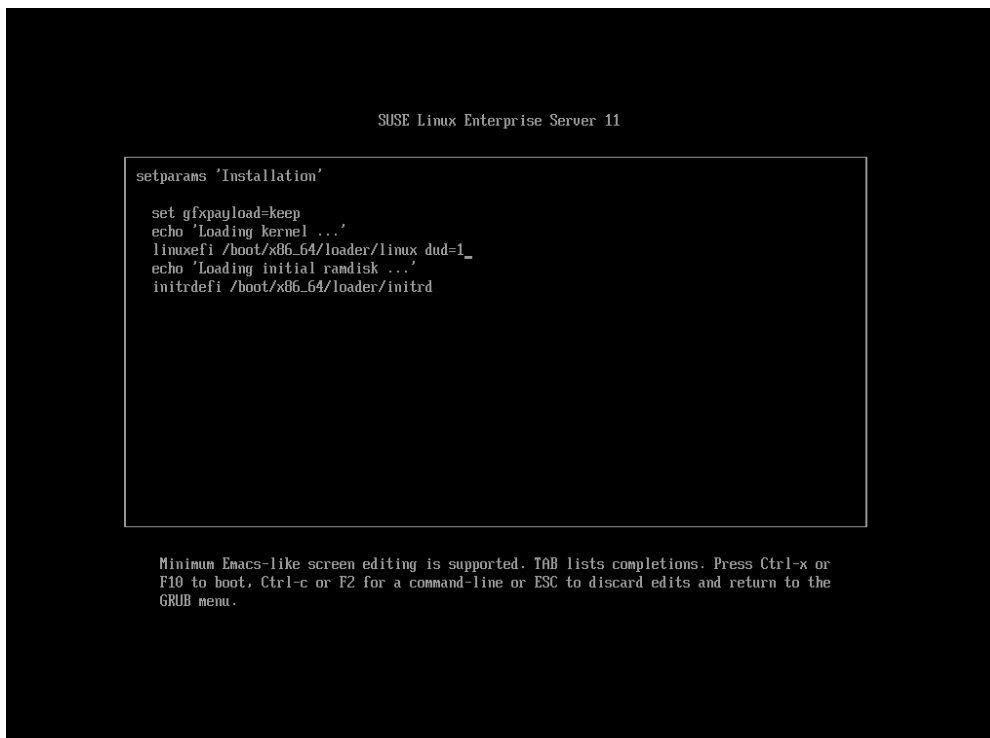 SUSE Linux Enterprise Server 11
setparams 'Installation'
set gfxpayload=keep
echo 'Loading kernel ...'
linuxefi /boot/x86_64/loader/linux dud=1_
echo 'Loading initial ramdisk ...'
initrdefi /boot/x86_64/loader/initrd
Minimum Emacs-like screen editing is supported. TAB lists completions. Press Ctrl-x or
F10 to boot, Ctrl-c or F2 for a command-line or ESC to discard edits and return to the
GRUB menu.